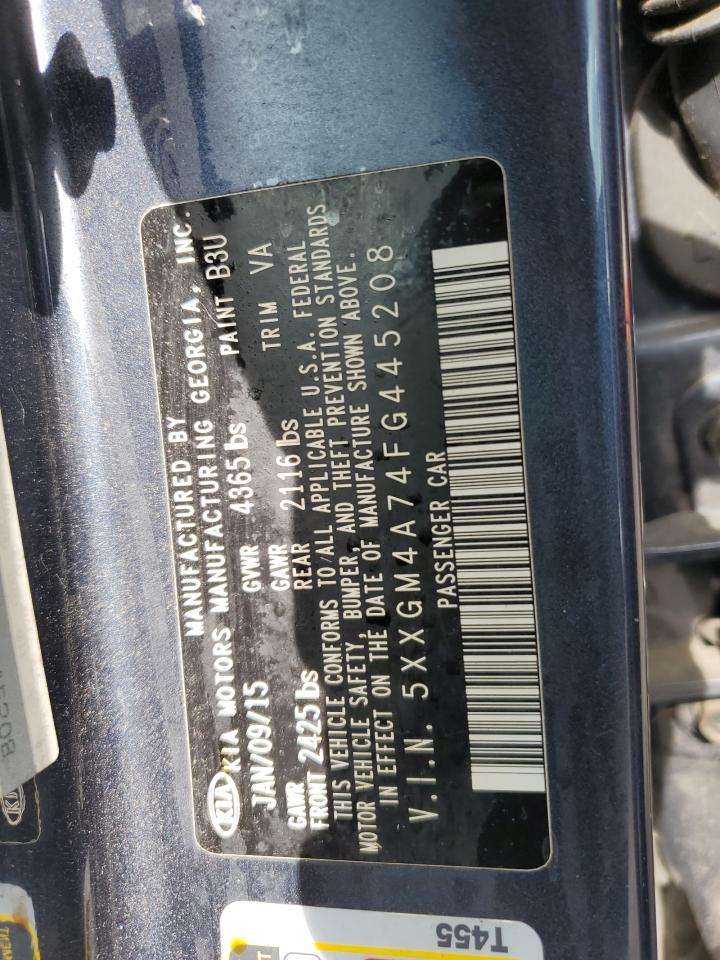 MANUFACTURED BY
KIA KIA MOTORS MANUFACTURING GEORGIA, INC.
JAN/09/15 GVWR 4365 lbs PAINT B3U
GAWR FRONT 2425 lbs GAWR REAR 2116 lbs TRIM VA
THIS VEHICLE CONFORMS TO ALL APPLICABLE U.S.A. FEDERAL
MOTOR VEHICLE SAFETY, BUMPER, AND THEFT PREVENTION STANDARDS
IN EFFECT ON THE DATE OF MANUFACTURE SHOWN ABOVE.
V.I.N. 5XXGM4A74FG445208
PASSENGER CAR
T455